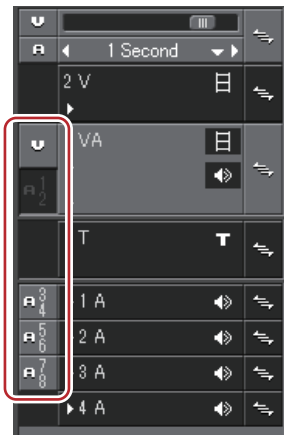 V
A 1 Second
2 V
V VA
A 1 2
T T
A 3 4 1 A
A 5 6 2 A
A 7 8 3 A
4 A